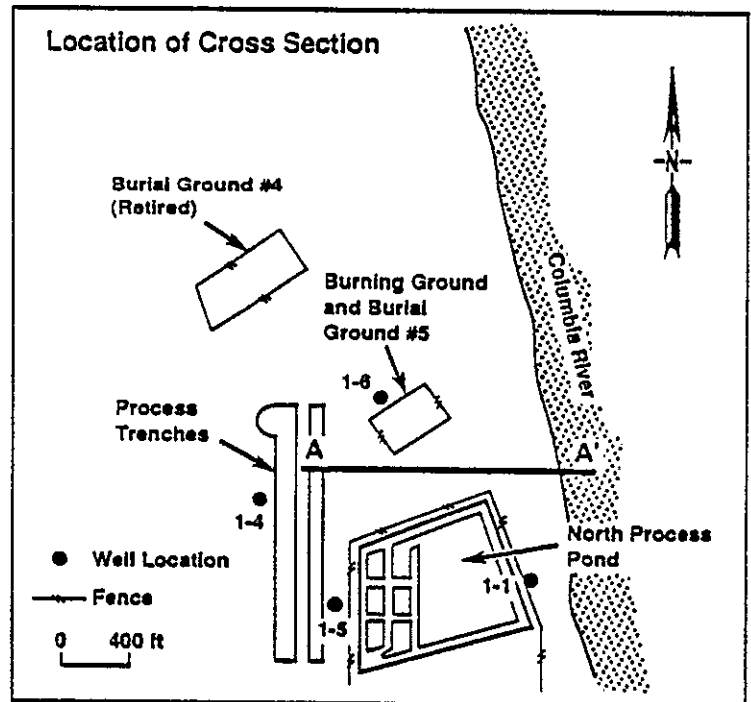 Location of Cross Section
N
Burial Ground #4
(Retired)
Burning Ground
and Burial
Ground #5
Columbia River
1-6
Process
Trenches
A
A'
1-4
North Process
Pond
Well Location
1-1
Fence
1-5
0 400 ft